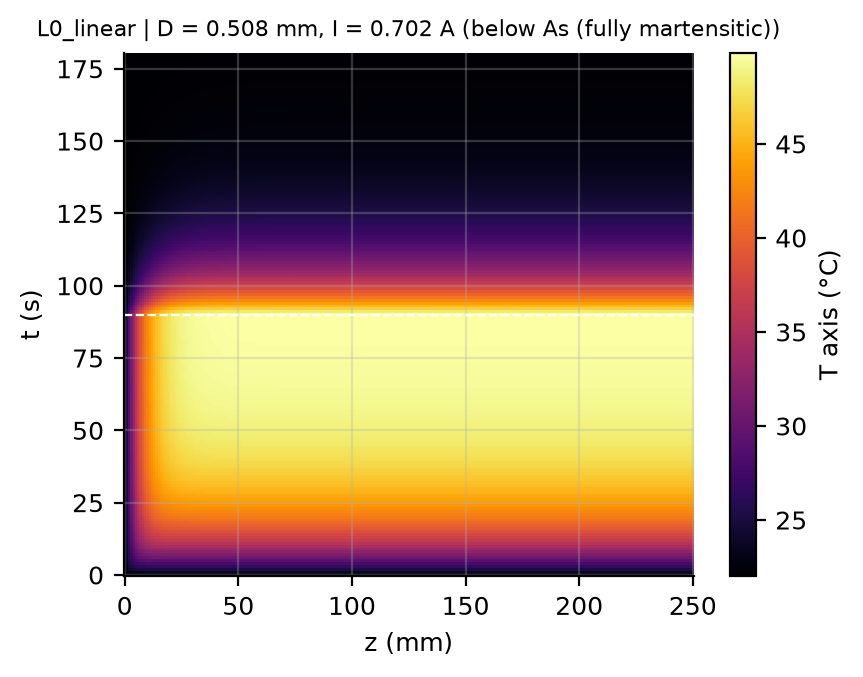 L0_linear | D = 0.508 mm, I = 0.702 A (below As (fully martensitic))
175
150
125
100
75
50
25
0
t (s)
0 50 100 150 200 250
z (mm)
45
40
35
30
25
T axis (°C)